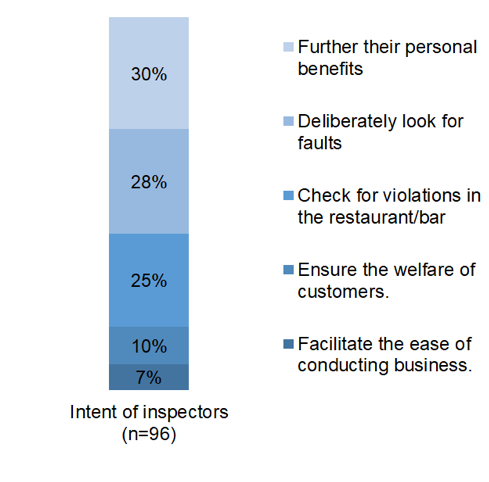 30%
28%
25%
10%
7%
Intent of inspectors
(n=96)
Further their personal
benefits
Deliberately look for
faults
Check for violations in
the restaurant/bar
Ensure the welfare of
customers.
Facilitate the ease of
conducting business.